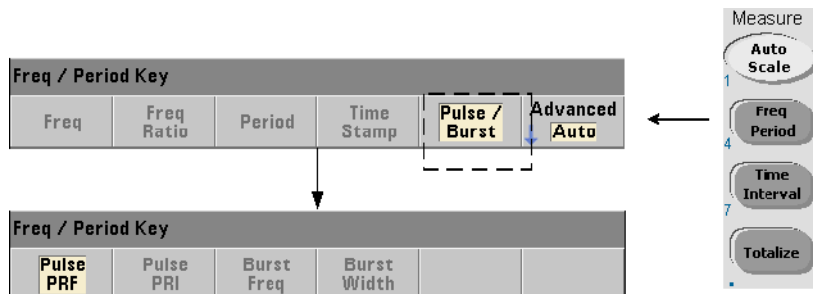 Freq / Period Key
Freq
Freq
Ratio
Period
Time
Stamp
Pulse /
Burst
Advanced
Auto
Freq / Period Key
Pulse
PRF
Pulse
PRI
Burst
Freq
Burst
Width
Measure
Auto
Scale
1
Freq
Period
4
Time
Interval
7
Totalize
.